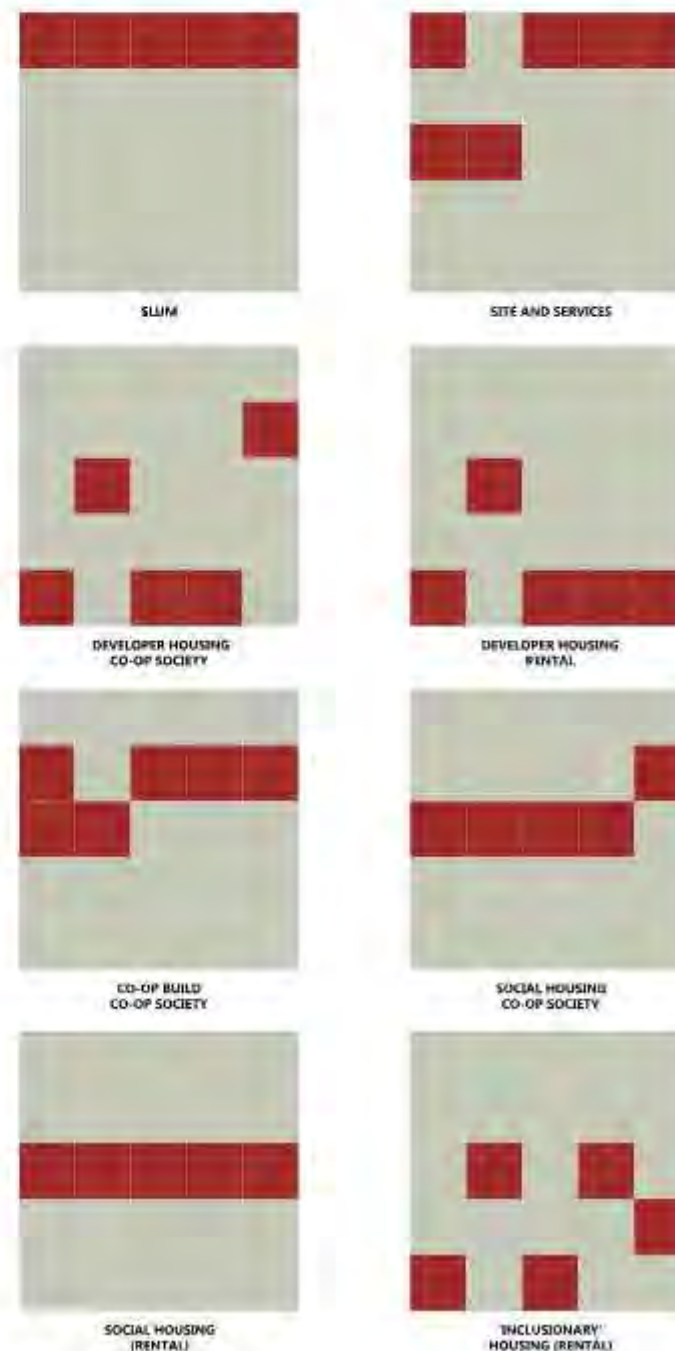 SLUM
SITE AND SERVICES
DEVELOPER HOUSING
CO-OP SOCIETY
DEVELOPER HOUSING
RENTAL
CO-OP BUILD
CO-OP SOCIETY
SOCIAL HOUSING
CO-OP SOCIETY
SOCIAL HOUSING
(RENTAL)
'INCLUSIONARY'
HOUSING (RENTAL)